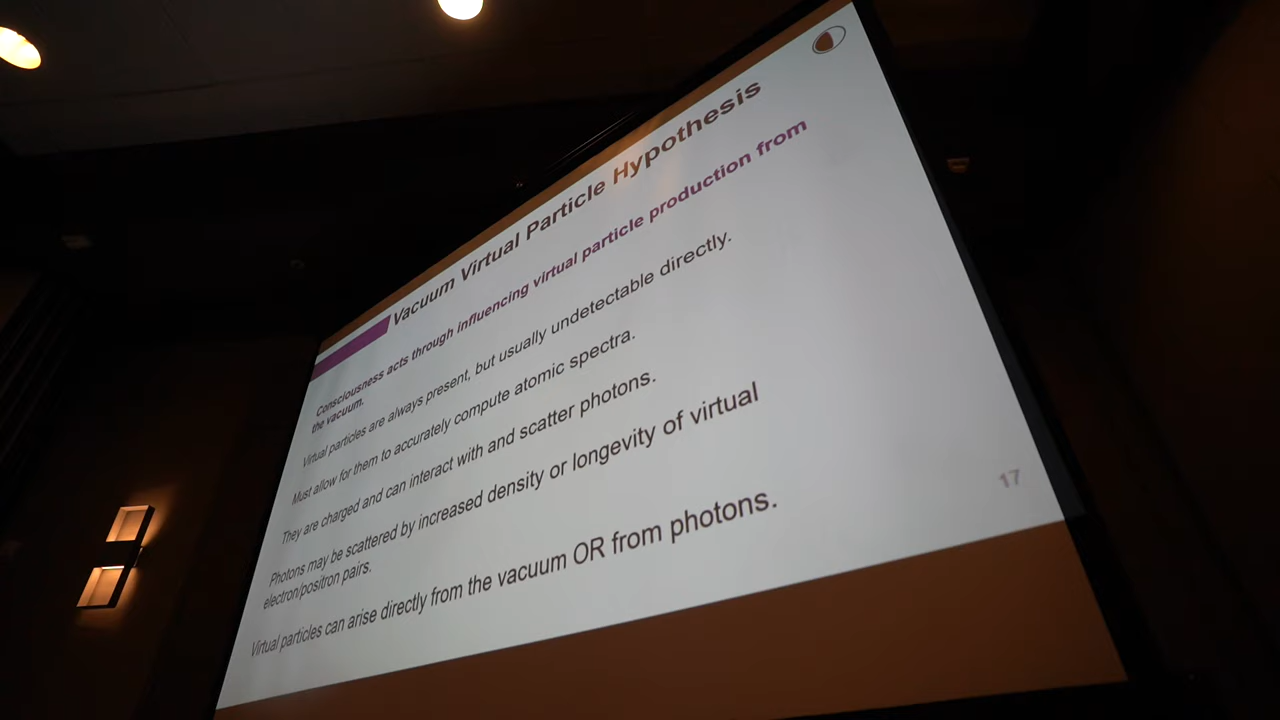 Vacuum Virtual Particle Hypothesis
Consciousness acts through influencing virtual particle production from
the vacuum.
Virtual particles are always present, but usually undetectable directly.
Must allow for them to accurately compute atomic spectra.
They are charged and can interact with and scatter photons.
Photons may be scattered by increased density or longevity of virtual
electron/positron pairs.
Virtual particles can arise directly from the vacuum OR from photons.
17